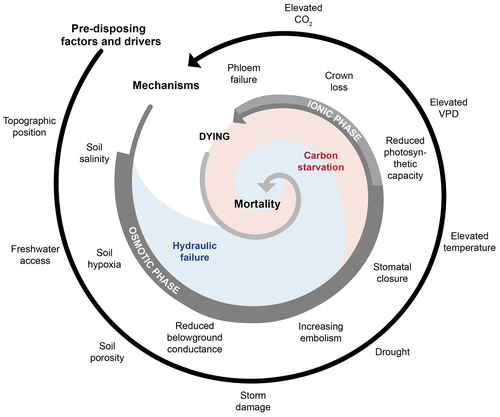 Elevated
CO2
Pre-disposing
factors and drivers
Phloem
failure
Crown
loss
Mechanisms
Elevated
VPD
IONIC PHASE
Topographic
position
DYING
Soil
salinity
Carbon
starvation
Reduced
photosyn-
thetic
capacity
Mortality
Elevated
temperature
Freshwater
access
Soil
hypoxia
OSMOTIC PHASE
Hydraulic
failure
Stomatal
closure
Reduced
belowground
conductance
Increasing
embolism
Soil
porosity
Drought
Storm
damage